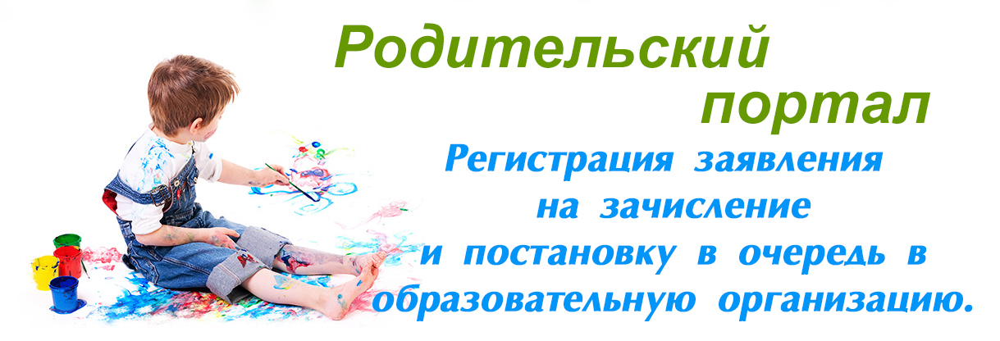 Родительский
портал
Регистрация заявления
на зачисление
и постановку в очередь в
образовательную организацию.